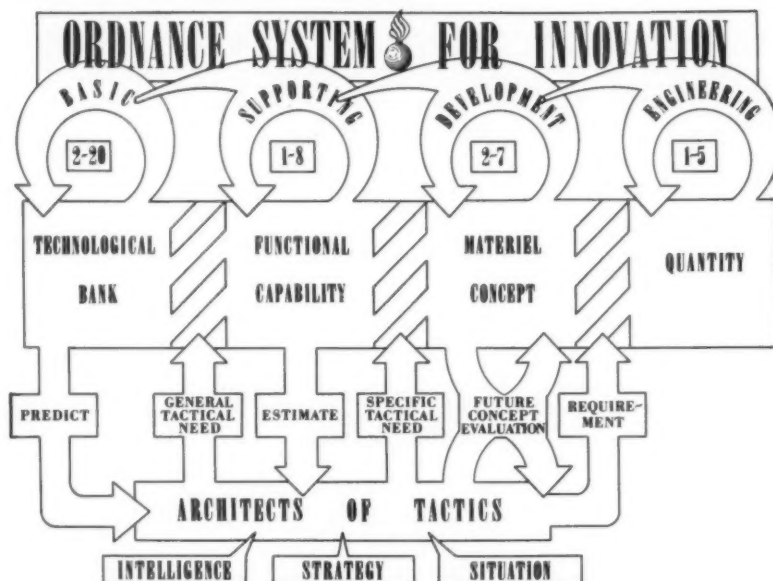 ORDNANCE SYSTEM FOR INNOVATION
BASIC
SUPPORTING
DEVELOPMENT
ENGINEERING
2-20
1-8
2-7
1-5
TECHNOLOGICAL
BANK
FUNCTIONAL
CAPABILITY
MATERIEL
CONCEPT
QUANTITY
PREDICT
GENERAL
TACTICAL
NEED
ESTIMATE
SPECIFIC
TACTICAL
NEED
FUTURE
CONCEPT
EVALUATION
REQUIRE-
MENT
ARCHITECTS OF TACTICS
INTELLIGENCE
STRATEGY
SITUATION